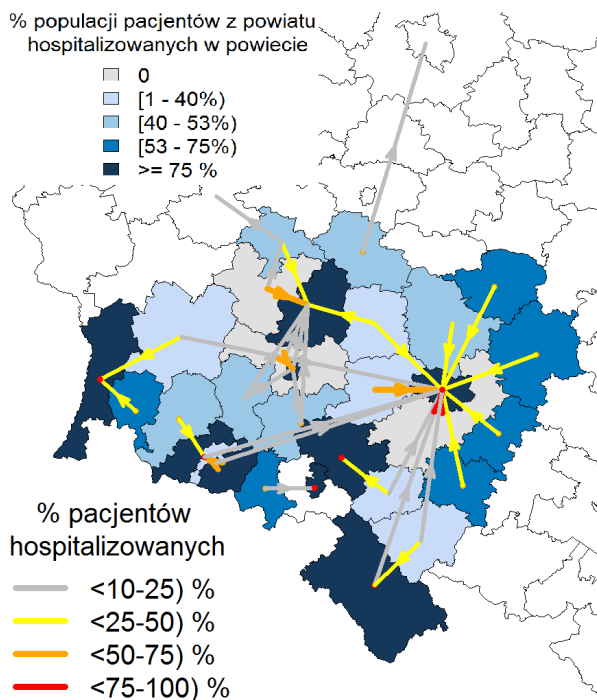 % populacji pacjentów z powiatu
hospitalizowanych w powiecie
0
[1 - 40%)
[40 - 53%)
[53 - 75%)
>= 75 %
% pacjentów
hospitalizowanych
<10-25) %
<25-50) %
<50-75) %
<75-100) %